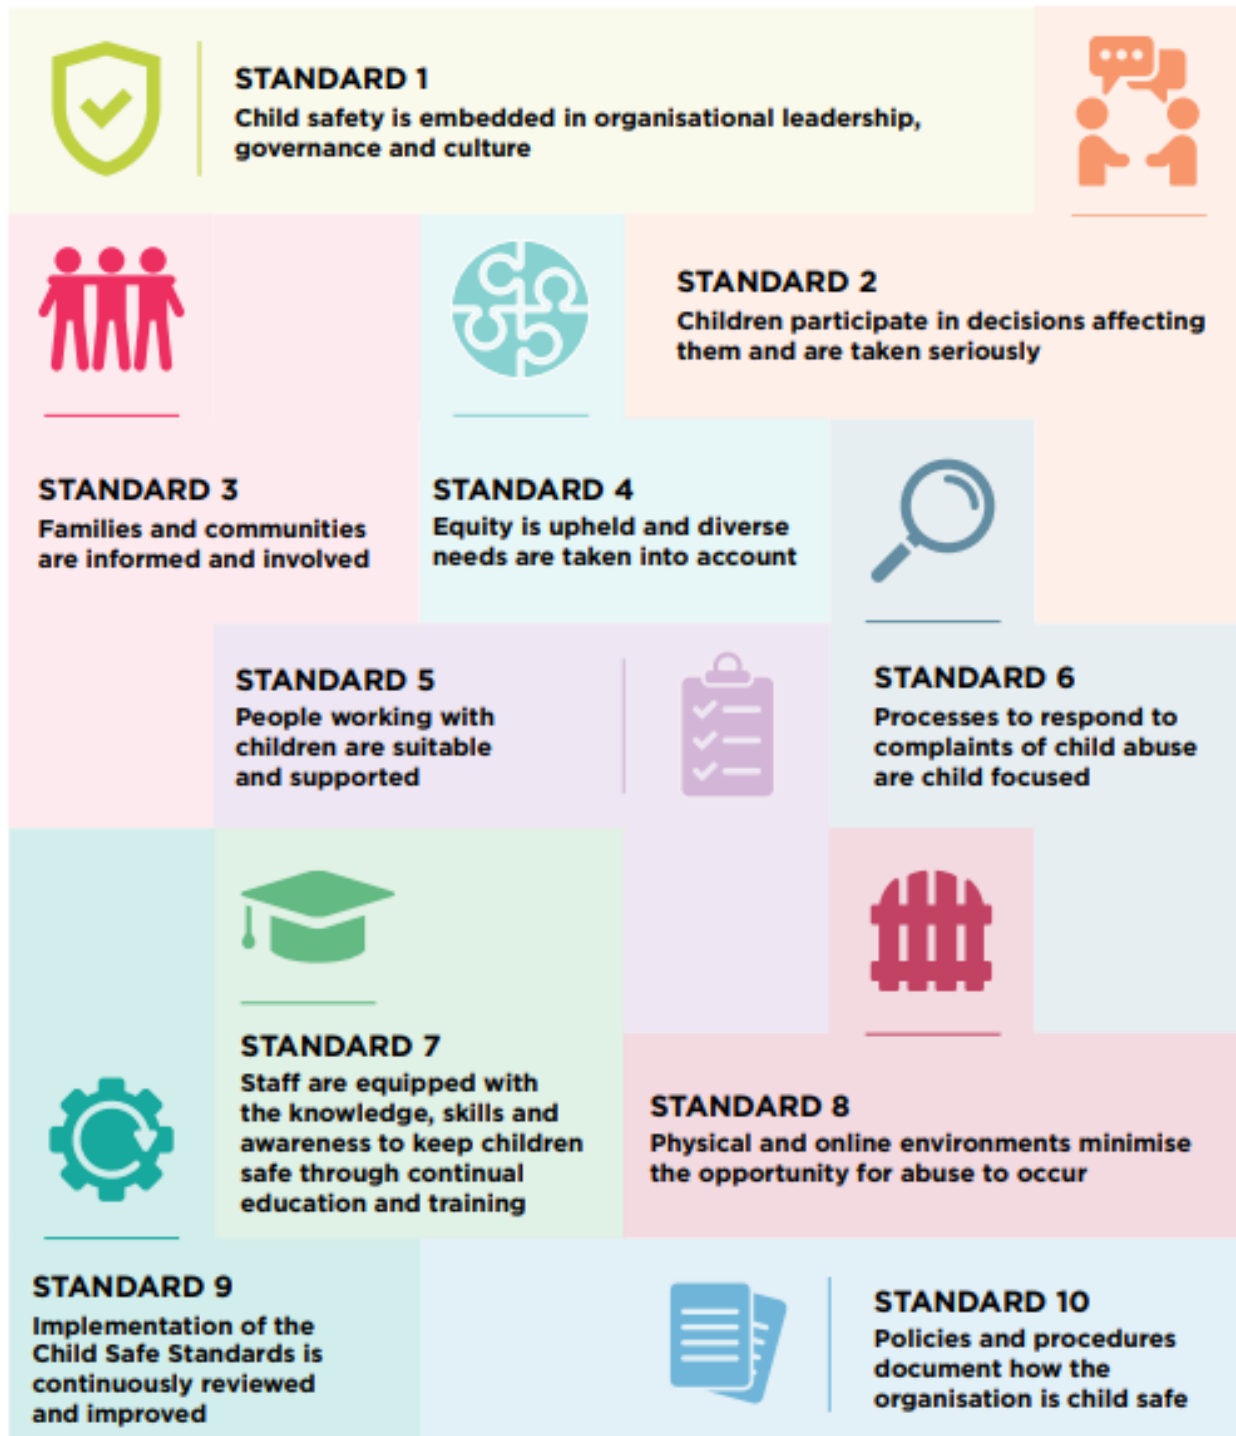 STANDARD 1
Child safety is embedded in organisational leadership,
governance and culture
STANDARD 2
Children participate in decisions affecting
them and are taken seriously
STANDARD 3
Families and communities
are informed and involved
STANDARD 4
Equity is upheld and diverse
needs are taken into account
STANDARD 5
People working with
children are suitable
and supported
STANDARD 6
Processes to respond to
complaints of child abuse
are child focused
STANDARD 7
Staff are equipped with
the knowledge, skills and
awareness to keep children
safe through continual
education and training
STANDARD 8
Physical and online environments minimise
the opportunity for abuse to occur
STANDARD 9
Implementation of the
Child Safe Standards is
continuously reviewed
and improved
STANDARD 10
Policies and procedures
document how the
organisation is child safe